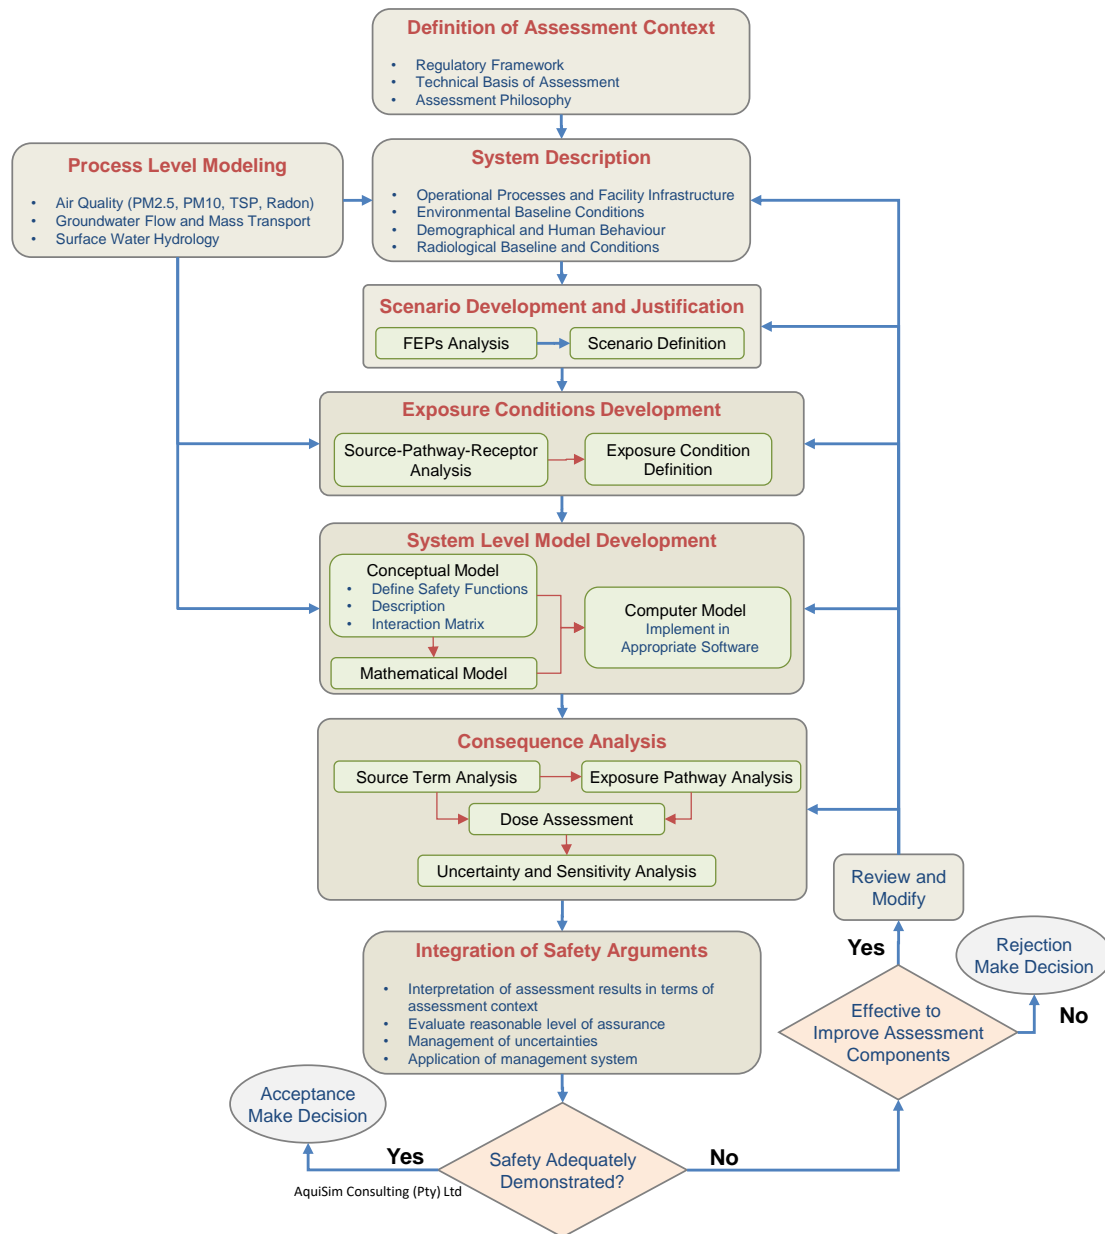 Definition of Assessment Context
• Regulatory Framework
• Technical Basis of Assessment
• Assessment Philosophy
Process Level Modeling
• Air Quality (PM2.5, PM10, TSP, Radon)
• Groundwater Flow and Mass Transport
• Surface Water Hydrology
System Description
• Operational Processes and Facility Infrastructure
• Environmental Baseline Conditions
• Demographical and Human Behaviour
• Radiological Baseline and Conditions
Scenario Development and Justification
FEPs Analysis
Scenario Definition
Exposure Conditions Development
Source-Pathway-Receptor
Analysis
Exposure Condition
Definition
System Level Model Development
Conceptual Model
• Define Safety Functions
• Description
• Interaction Matrix
Mathematical Model
Computer Model
Implement in
Appropriate Software
Consequence Analysis
Source Term Analysis
Exposure Pathway Analysis
Dose Assessment
Uncertainty and Sensitivity Analysis
Integration of Safety Arguments
• Interpretation of assessment results in terms of
assessment context
• Evaluate reasonable level of assurance
• Management of uncertainties
• Application of management system
Review and
Modify
Yes
Rejection
Make Decision
No
Effective to
Improve Assessment
Components
Acceptance
Make Decision
Yes
No
Safety Adequately
Demonstrated?
AquiSim Consulting (Pty) Ltd